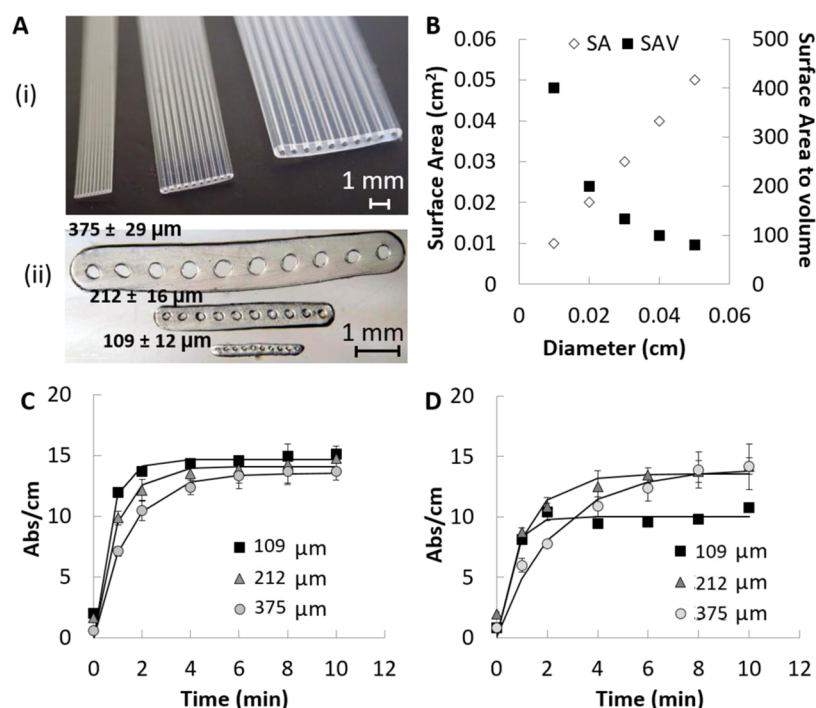 A
(i)
1 mm
375 ± 29 μm
(ii)
212 ± 16 μm
109 ± 12 μm
1 mm
B
SA SAV
Surface Area (cm²)
0.06
0.05
0.04
0.03
0.02
0.01
0
500
400
300
200
100
0
Surface Area to volume
0 0.02 0.04 0.06
Diameter (cm)
C
Abs/cm
20
15
10
5
0
109 μm
212 μm
375 μm
0 2 4 6 8 10 12
Time (min)
D
Abs/cm
20
15
10
5
0
109 μm
212 μm
375 μm
0 2 4 6 8 10 12
Time (min)